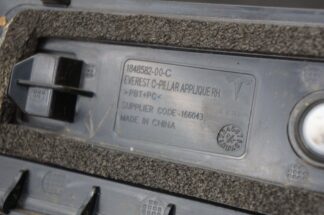 1848582-00-C
EVEREST C-PILLAR APPLIQUE RH
>PBT+PC<
SUPPLIER CODE-166043
MADE IN CHINA